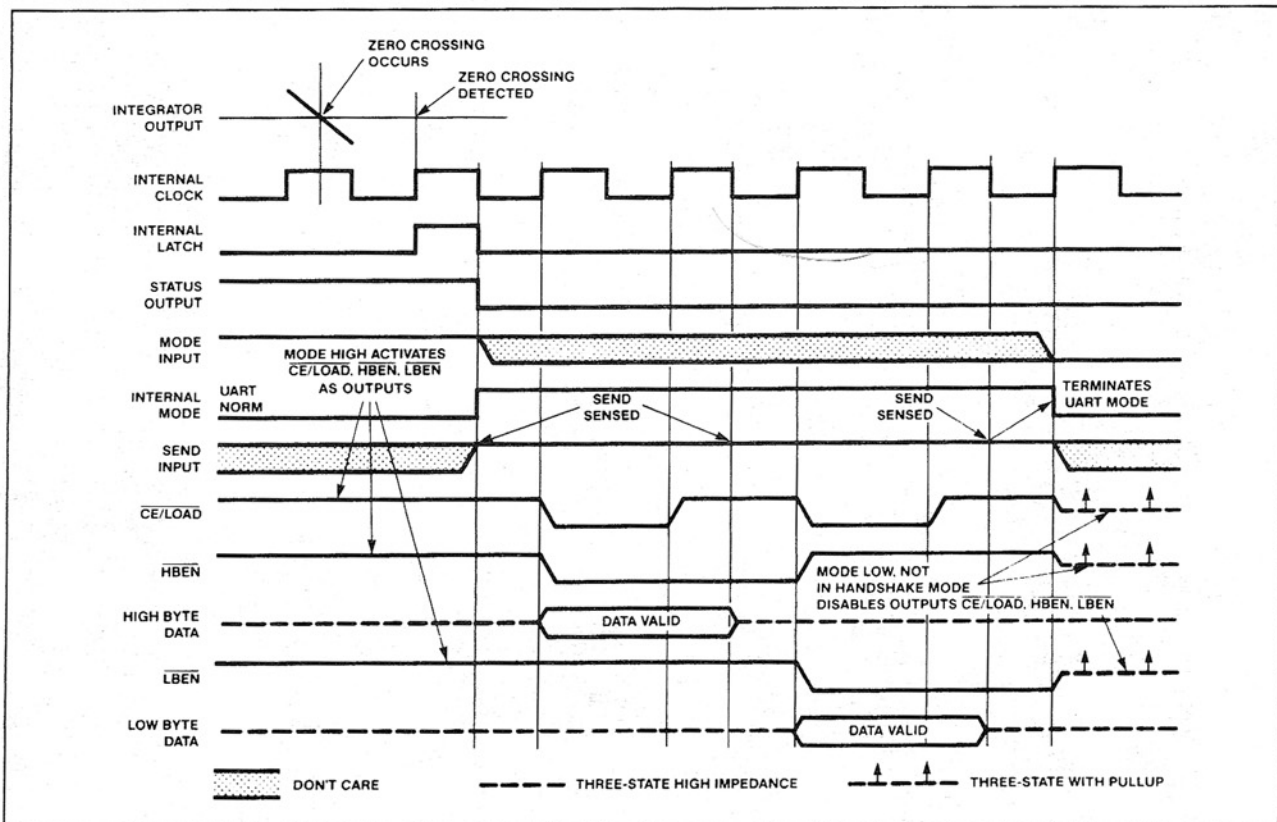 ZERO CROSSING
OCCURS
ZERO CROSSING
DETECTED
INTEGRATOR
OUTPUT
INTERNAL
CLOCK
INTERNAL
LATCH
STATUS
OUTPUT
MODE
INPUT
MODE HIGH ACTIVATES
CE/LOAD, HBEN, LBEN
AS OUTPUTS
INTERNAL
MODE
UART
NORM
SEND
SENSED
SEND
SENSED
TERMINATES
UART MODE
SEND
INPUT
CE/LOAD
HBEN
MODE LOW, NOT
IN HANDSHAKE MODE
DISABLES OUTPUTS CE/LOAD, HBEN, LBEN
HIGH BYTE
DATA
DATA VALID
LBEN
LOW BYTE
DATA
DATA VALID
DON'T CARE
THREE-STATE HIGH IMPEDANCE
THREE-STATE WITH PULLUP